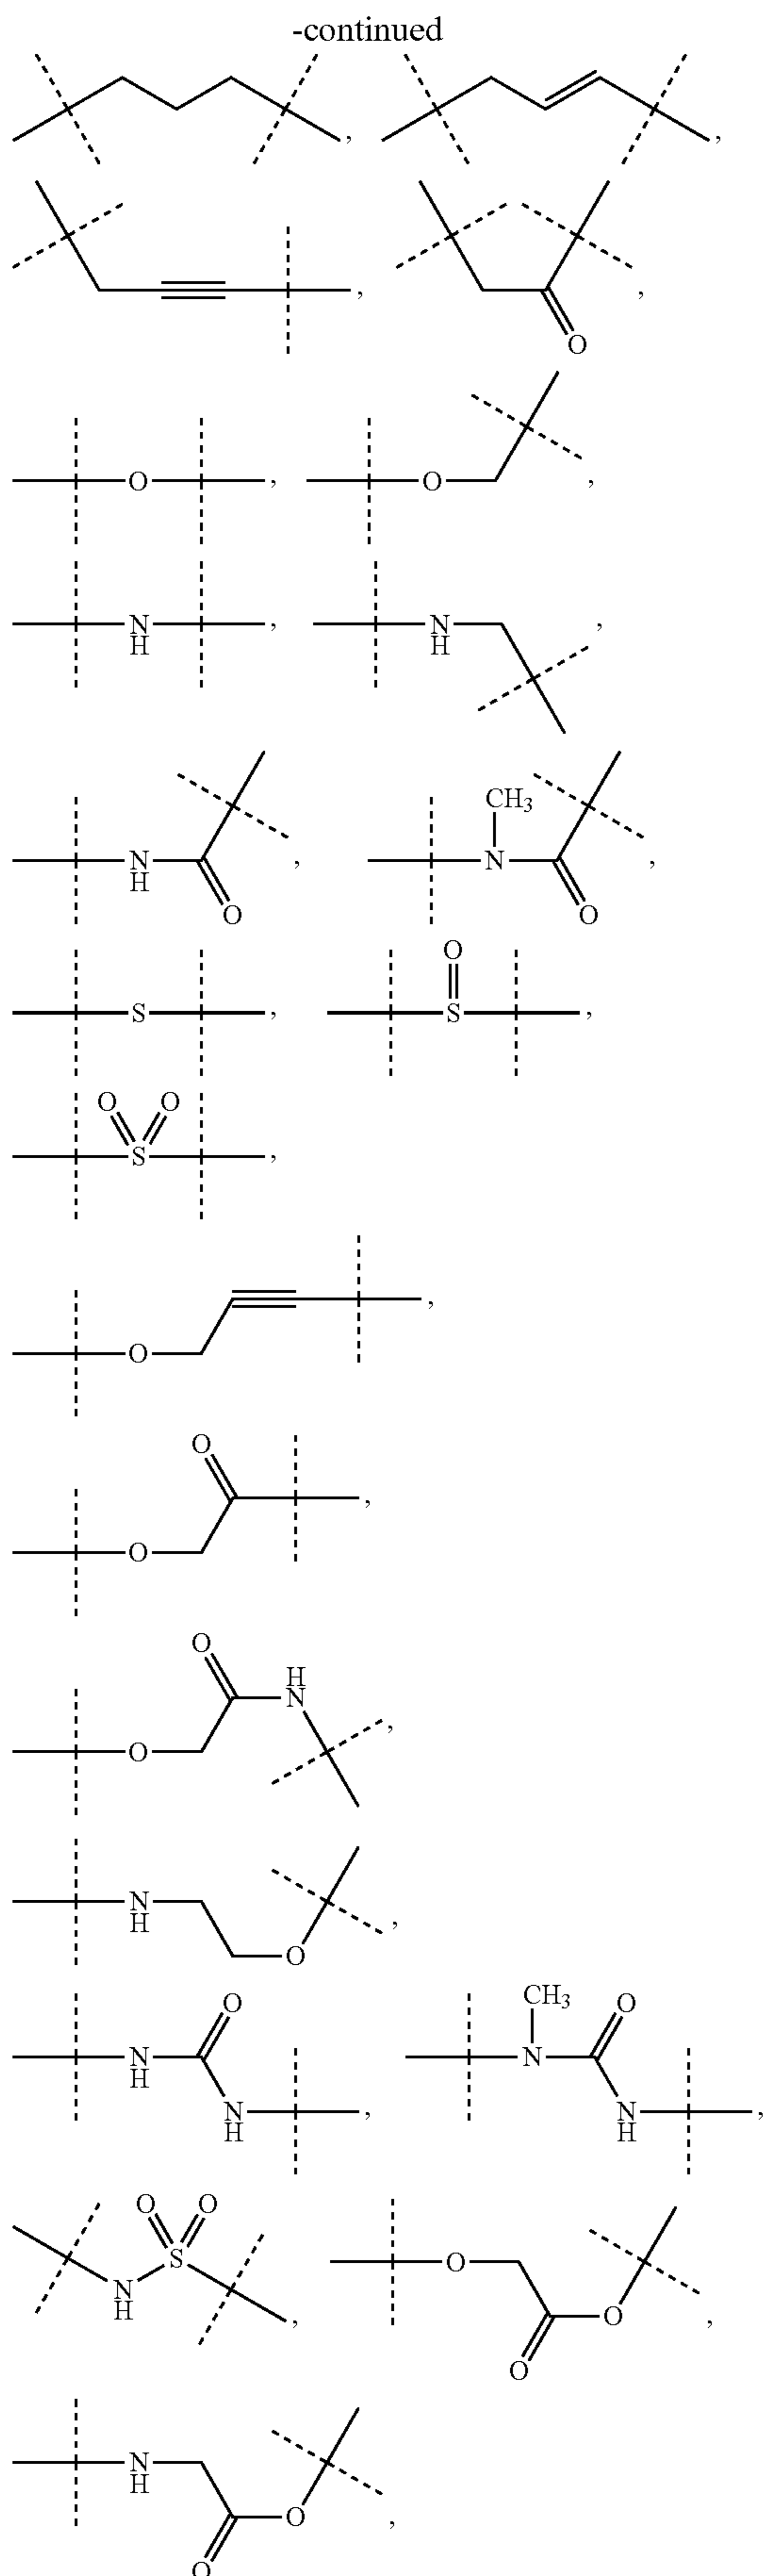 -continued
, ,
, O ,
O , O ,
N H , N H ,
N H O , CH3 N O ,
S , O S ,
O O S ,
O ,
O O ,
O O H N ,
N H O ,
N H O N H , CH3 N O N H ,
N H S O O , O O O ,
N H O O ,